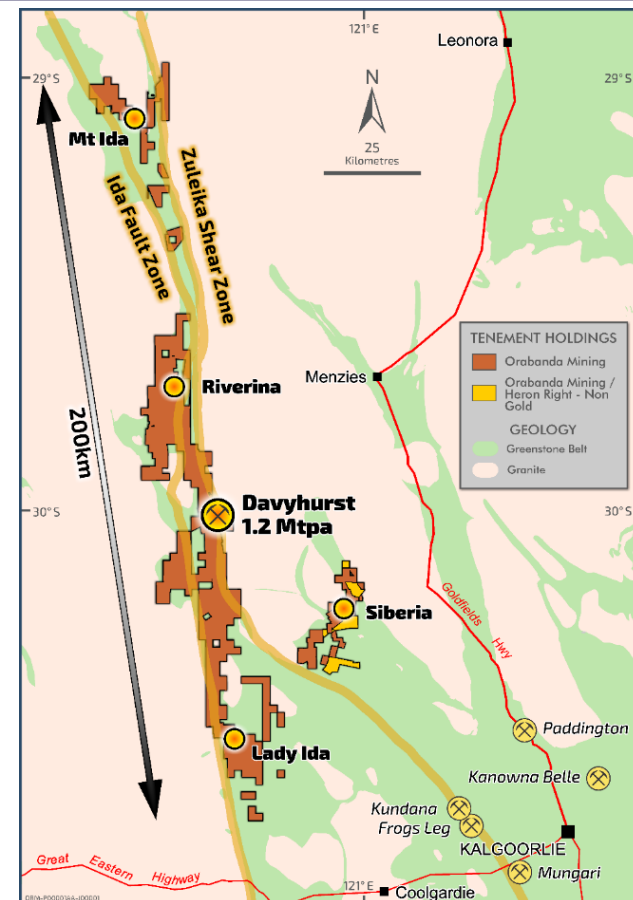 121°E
Leonora
29°S
29°S
N
25
Kilometres
Mt Ida
Zuleika Shear Zone
Ida Fault Zone
TENEMENT HOLDINGS
Orabanda Mining
Orabanda Mining /
Heron Right - Non
Gold
GEOLOGY
Greenstone Belt
Granite
Menzies
Riverina
200km
Davyhurst
1.2 Mtpa
30°S
30°S
Goldfields
Hwy
Siberia
Paddington
Lady Ida
Kanowna Belle
Kundana
Frogs Leg
KALGOORLIE
Mungari
Great
Eastern
Highway
121°E
Coolgardie